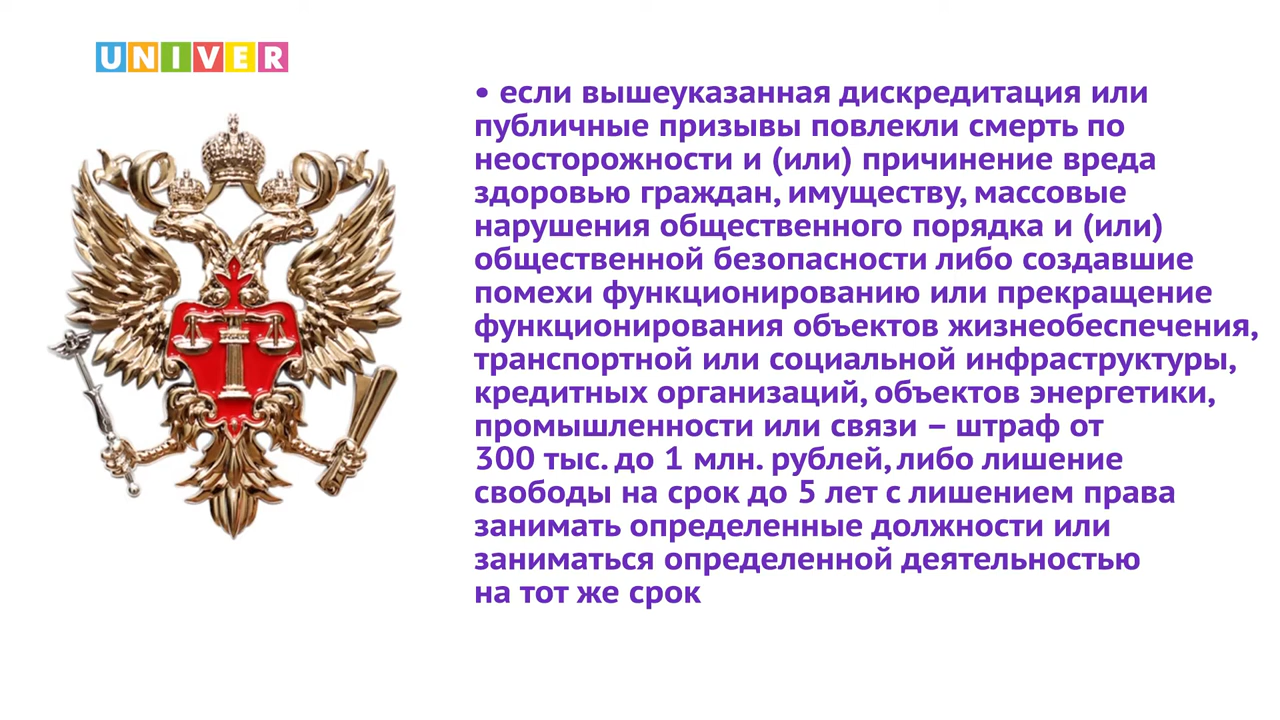 UNIVER
• если вышеуказанная дискредитация или
публичные призывы повлекли смерть по
неосторожности и (или) причинение вреда
здоровью граждан, имуществу, массовые
нарушения общественного порядка и (или)
общественной безопасности либо создавшие
помехи функционированию или прекращение
функционирования объектов жизнеобеспечения,
транспортной или социальной инфраструктуры,
кредитных организаций, объектов энергетики,
промышленности или связи – штраф от
300 тыс. до 1 млн. рублей, либо лишение
свободы на срок до 5 лет с лишением права
занимать определенные должности или
заниматься определенной деятельностью
на тот же срок